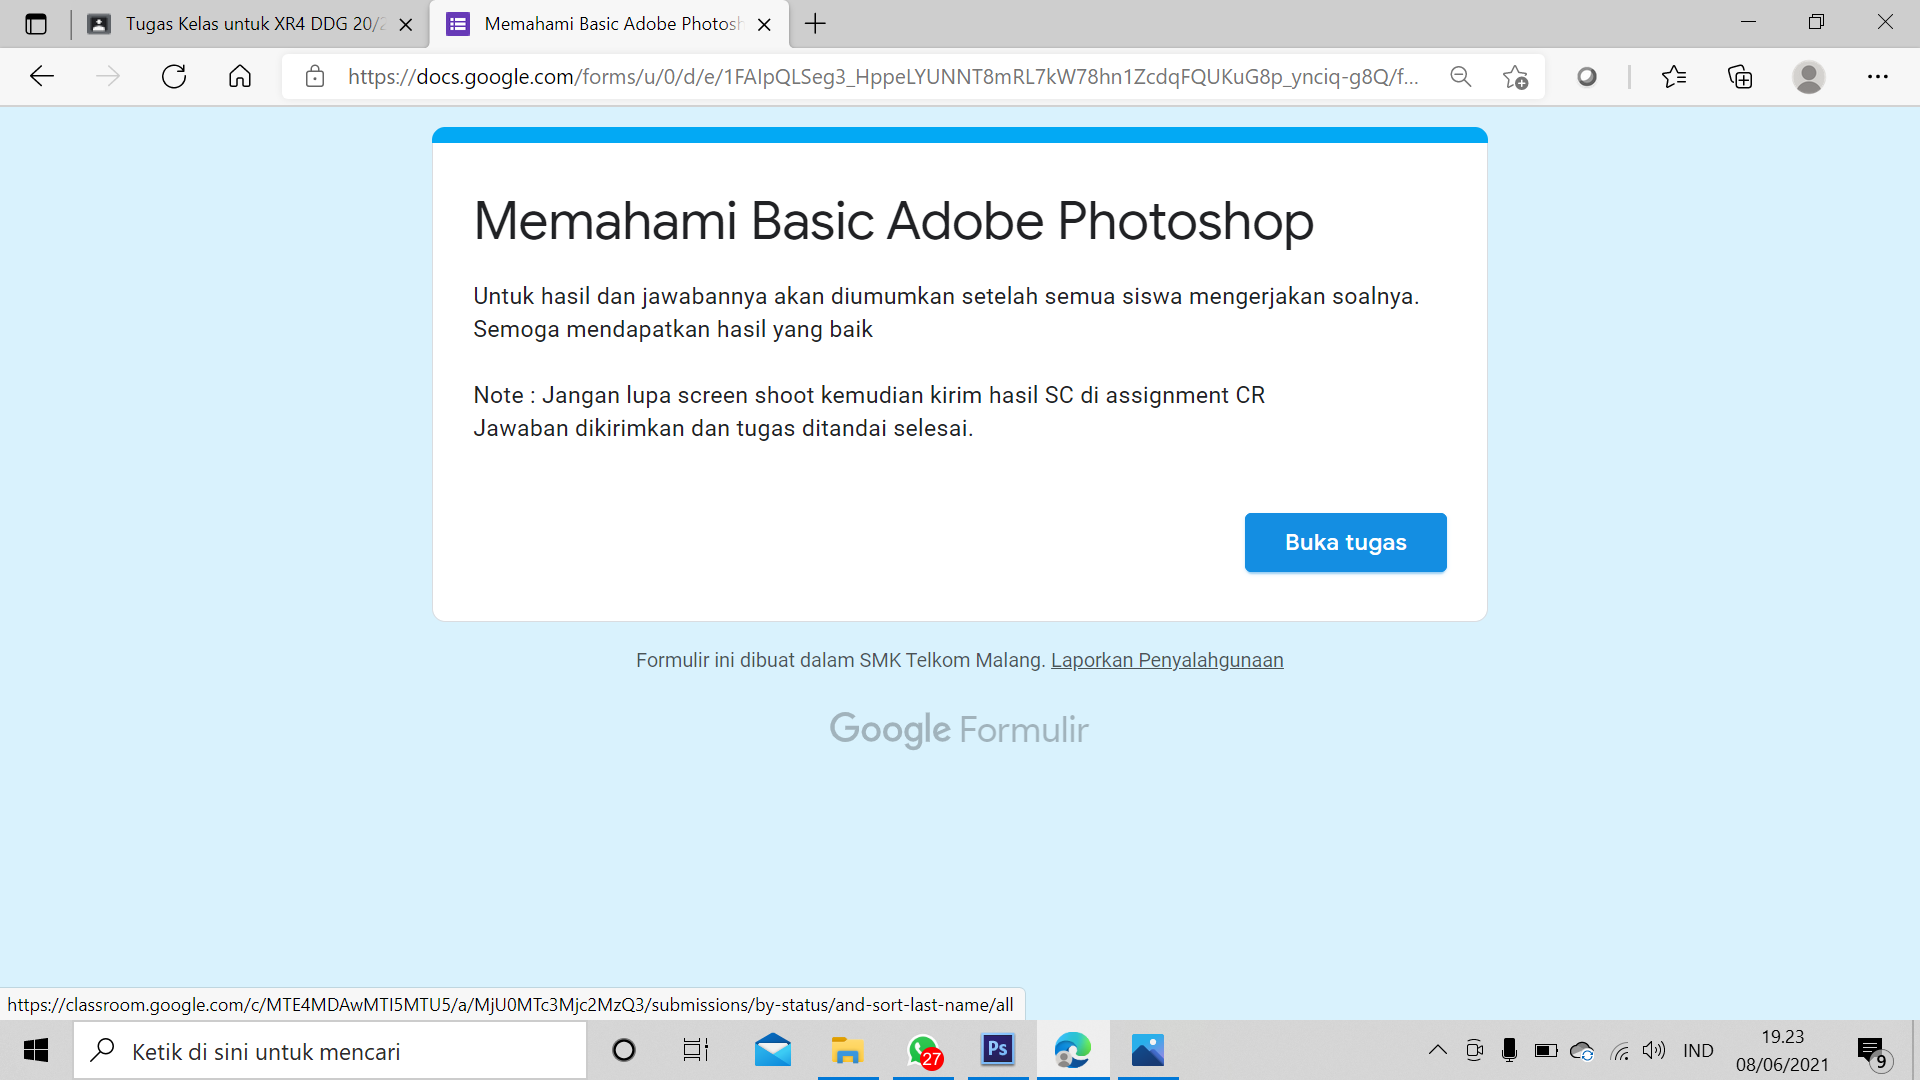 Tugas Kelas untuk XR4 DDG 20/2
Memahami Basic Adobe Photosh
https://docs.google.com/forms/u/0/d/e/1FAIpQLSeg3_HppeLYUNNT8mRL7kW78hn1ZcdqFQUKuG8p_ynciq-g8Q/f...
Memahami Basic Adobe Photoshop
Untuk hasil dan jawabannya akan diumumkan setelah semua siswa mengerjakan soalnya.
Semoga mendapatkan hasil yang baik
Note : Jangan lupa screen shoot kemudian kirim hasil SC di assignment CR
Jawaban dikirimkan dan tugas ditandai selesai.
Buka tugas
Formulir ini dibuat dalam SMK Telkom Malang. Laporkan Penyalahgunaan
Google Formulir
https://classroom.google.com/c/MTE4MDAwMTI5MTU5/a/MjU0MTc3Mjc2MzQ3/submissions/by-status/and-sort-last-name/all
Ketik di sini untuk mencari
27
Ps
IND
19.23
08/06/2021
9